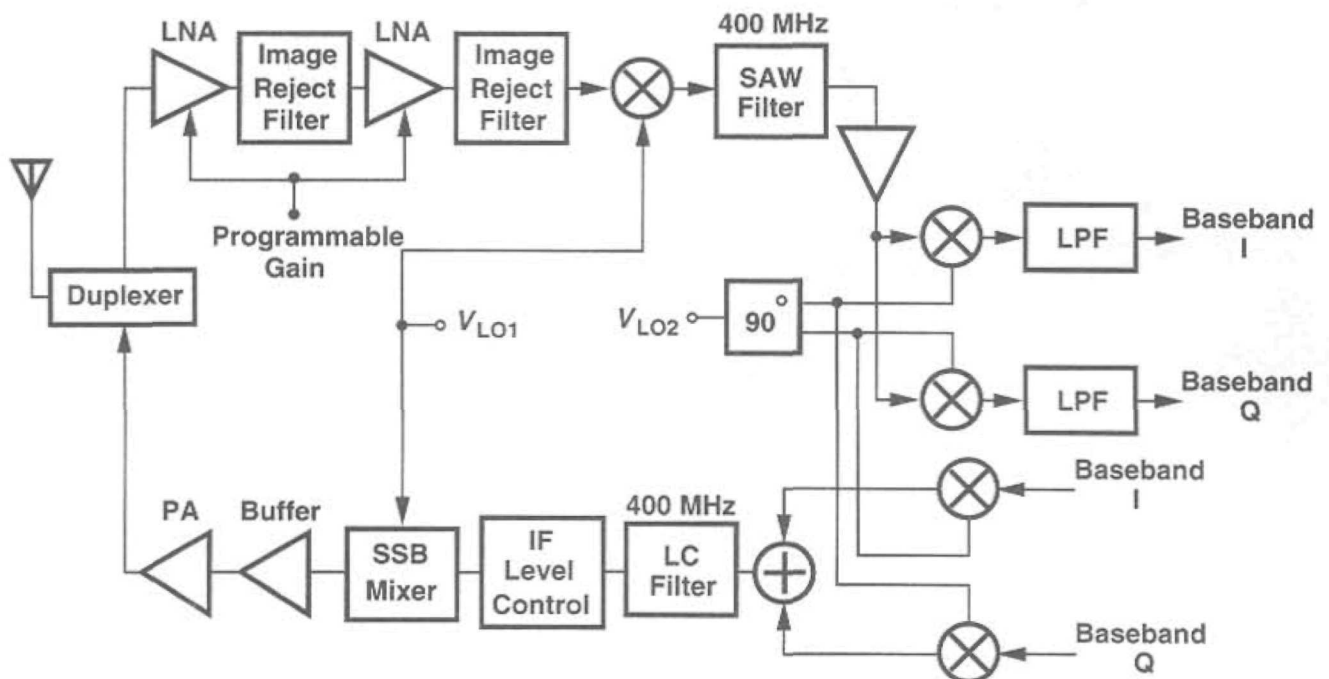 LNA
LNA
400 MHz
Image
Reject
Filter
Image
Reject
Filter
SAW
Filter
Programmable
Gain
Duplexer
V_LO1
V_LO2
90°
LPF
Baseband
I
LPF
Baseband
Q
Baseband
I
PA
Buffer
SSB
Mixer
IF
Level
Control
400 MHz
LC
Filter
Baseband
Q